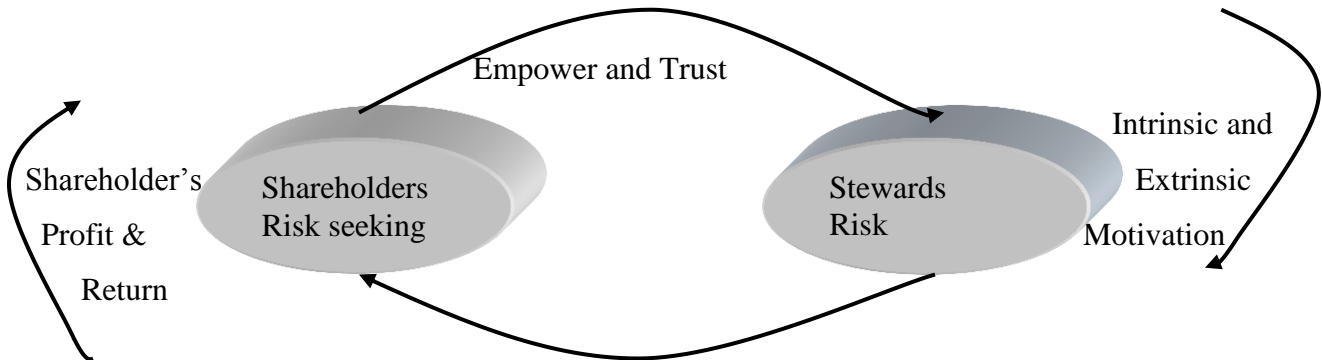 Empower and Trust
Shareholder's
Profit &
Return
Shareholders
Risk seeking
Stewards
Risk
Intrinsic and
Extrinsic
Motivation